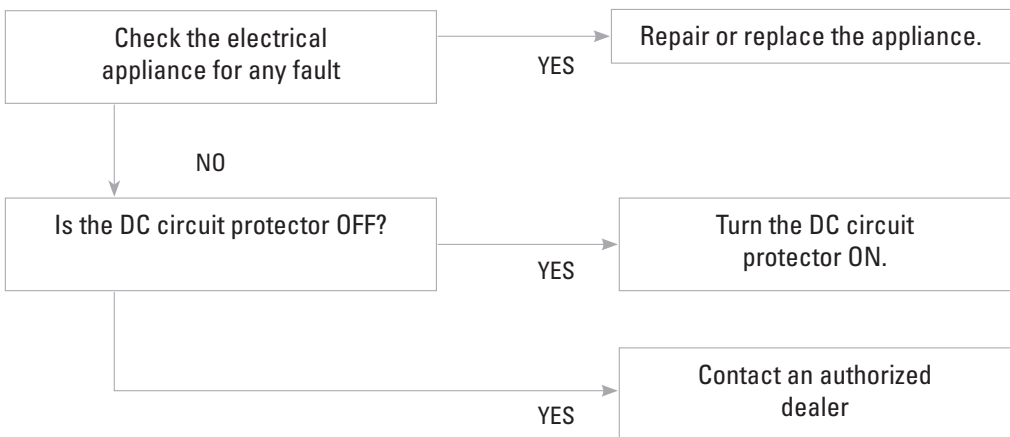 Check the electrical
appliance for any fault
YES
Repair or replace the appliance.
NO
Is the DC circuit protector OFF?
YES
Turn the DC circuit
protector ON.
YES
Contact an authorized
dealer